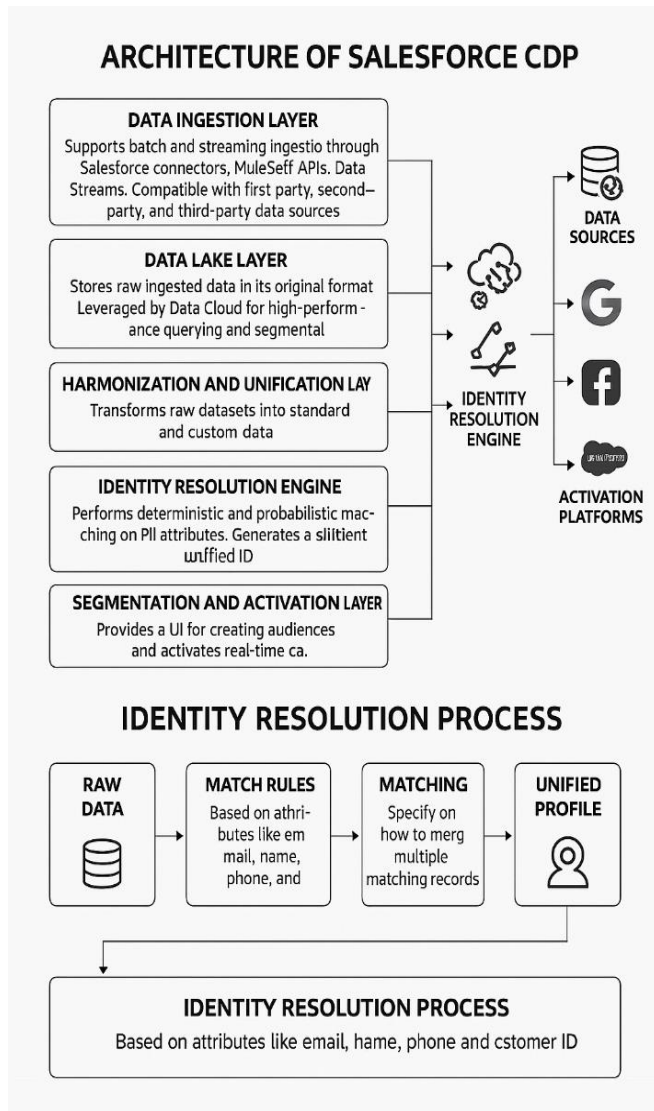 ARCHITECTURE OF SALESFORCE CDP
DATA INGESTION LAYER
Supports batch and streaming ingestio through
Salesforce connectors, MuleSeff APIs. Data
Streams. Compatible with first party, second–
party, and third-party data sources
DATA LAKE LAYER
Stores raw ingested data in its original format
Leveraged by Data Cloud for high-perform -
ance querying and segmental
HARMONIZATION AND UNIFICATION LAY
Transforms raw datasets into standard
and custom data
IDENTITY RESOLUTION ENGINE
Performs deterministic and probabilistic mac-
ching on PII attributes. Generates a
ID
SEGMENTATION AND ACTIVATION LAYER
Provides a UI for creating audiences
and activates real-time ca.
IDENTITY
RESOLUTION
ENGINE
DATA
SOURCES
G
f
ACTIVATION
PLATFORMS
IDENTITY RESOLUTION PROCESS
RAW
DATA
MATCH RULES
Based on athri-
butes like em
mail, name,
phone, and
MATCHING
Specify on
how to merg
multiple
matching records
UNIFIED
PROFILE
IDENTITY RESOLUTION PROCESS
Based on attributes like email, hame, phone and cstomer ID